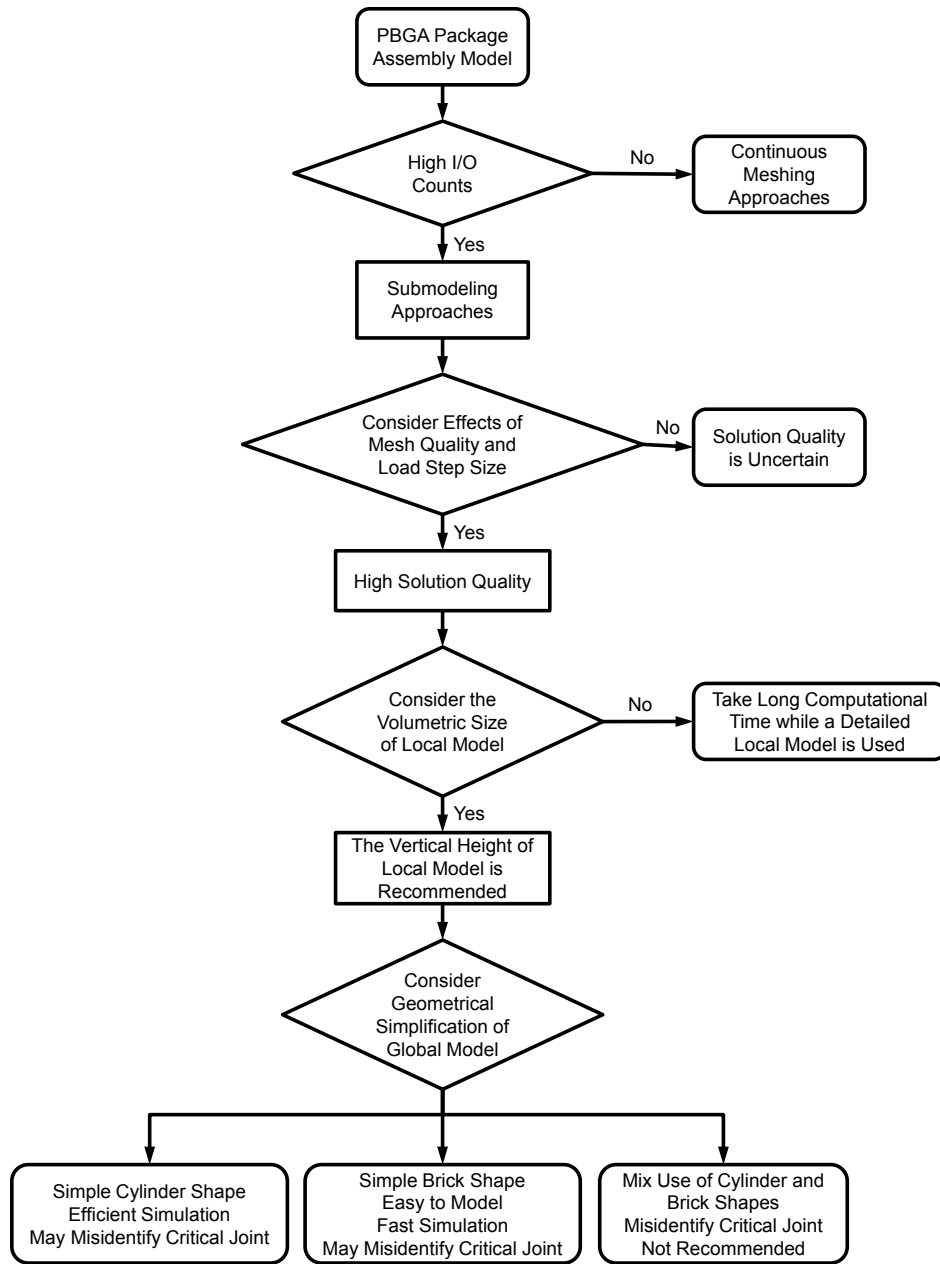 PBGA Package
Assembly Model
High I/O
Counts
No
Continuous
Meshing
Approaches
Yes
Submodeling
Approaches
Consider Effects of
Mesh Quality and
Load Step Size
No
Solution Quality
is Uncertain
Yes
High Solution Quality
Consider the
Volumetric Size
of Local Model
No
Take Long Computational
Time while a Detailed
Local Model is Used
Yes
The Vertical Height of
Local Model is
Recommended
Consider
Geometrical
Simplification of
Global Model
Simple Cylinder Shape
Efficient Simulation
May Misidentify Critical Joint
Simple Brick Shape
Easy to Model
Fast Simulation
May Misidentify Critical Joint
Mix Use of Cylinder and
Brick Shapes
Misidentify Critical Joint
Not Recommended